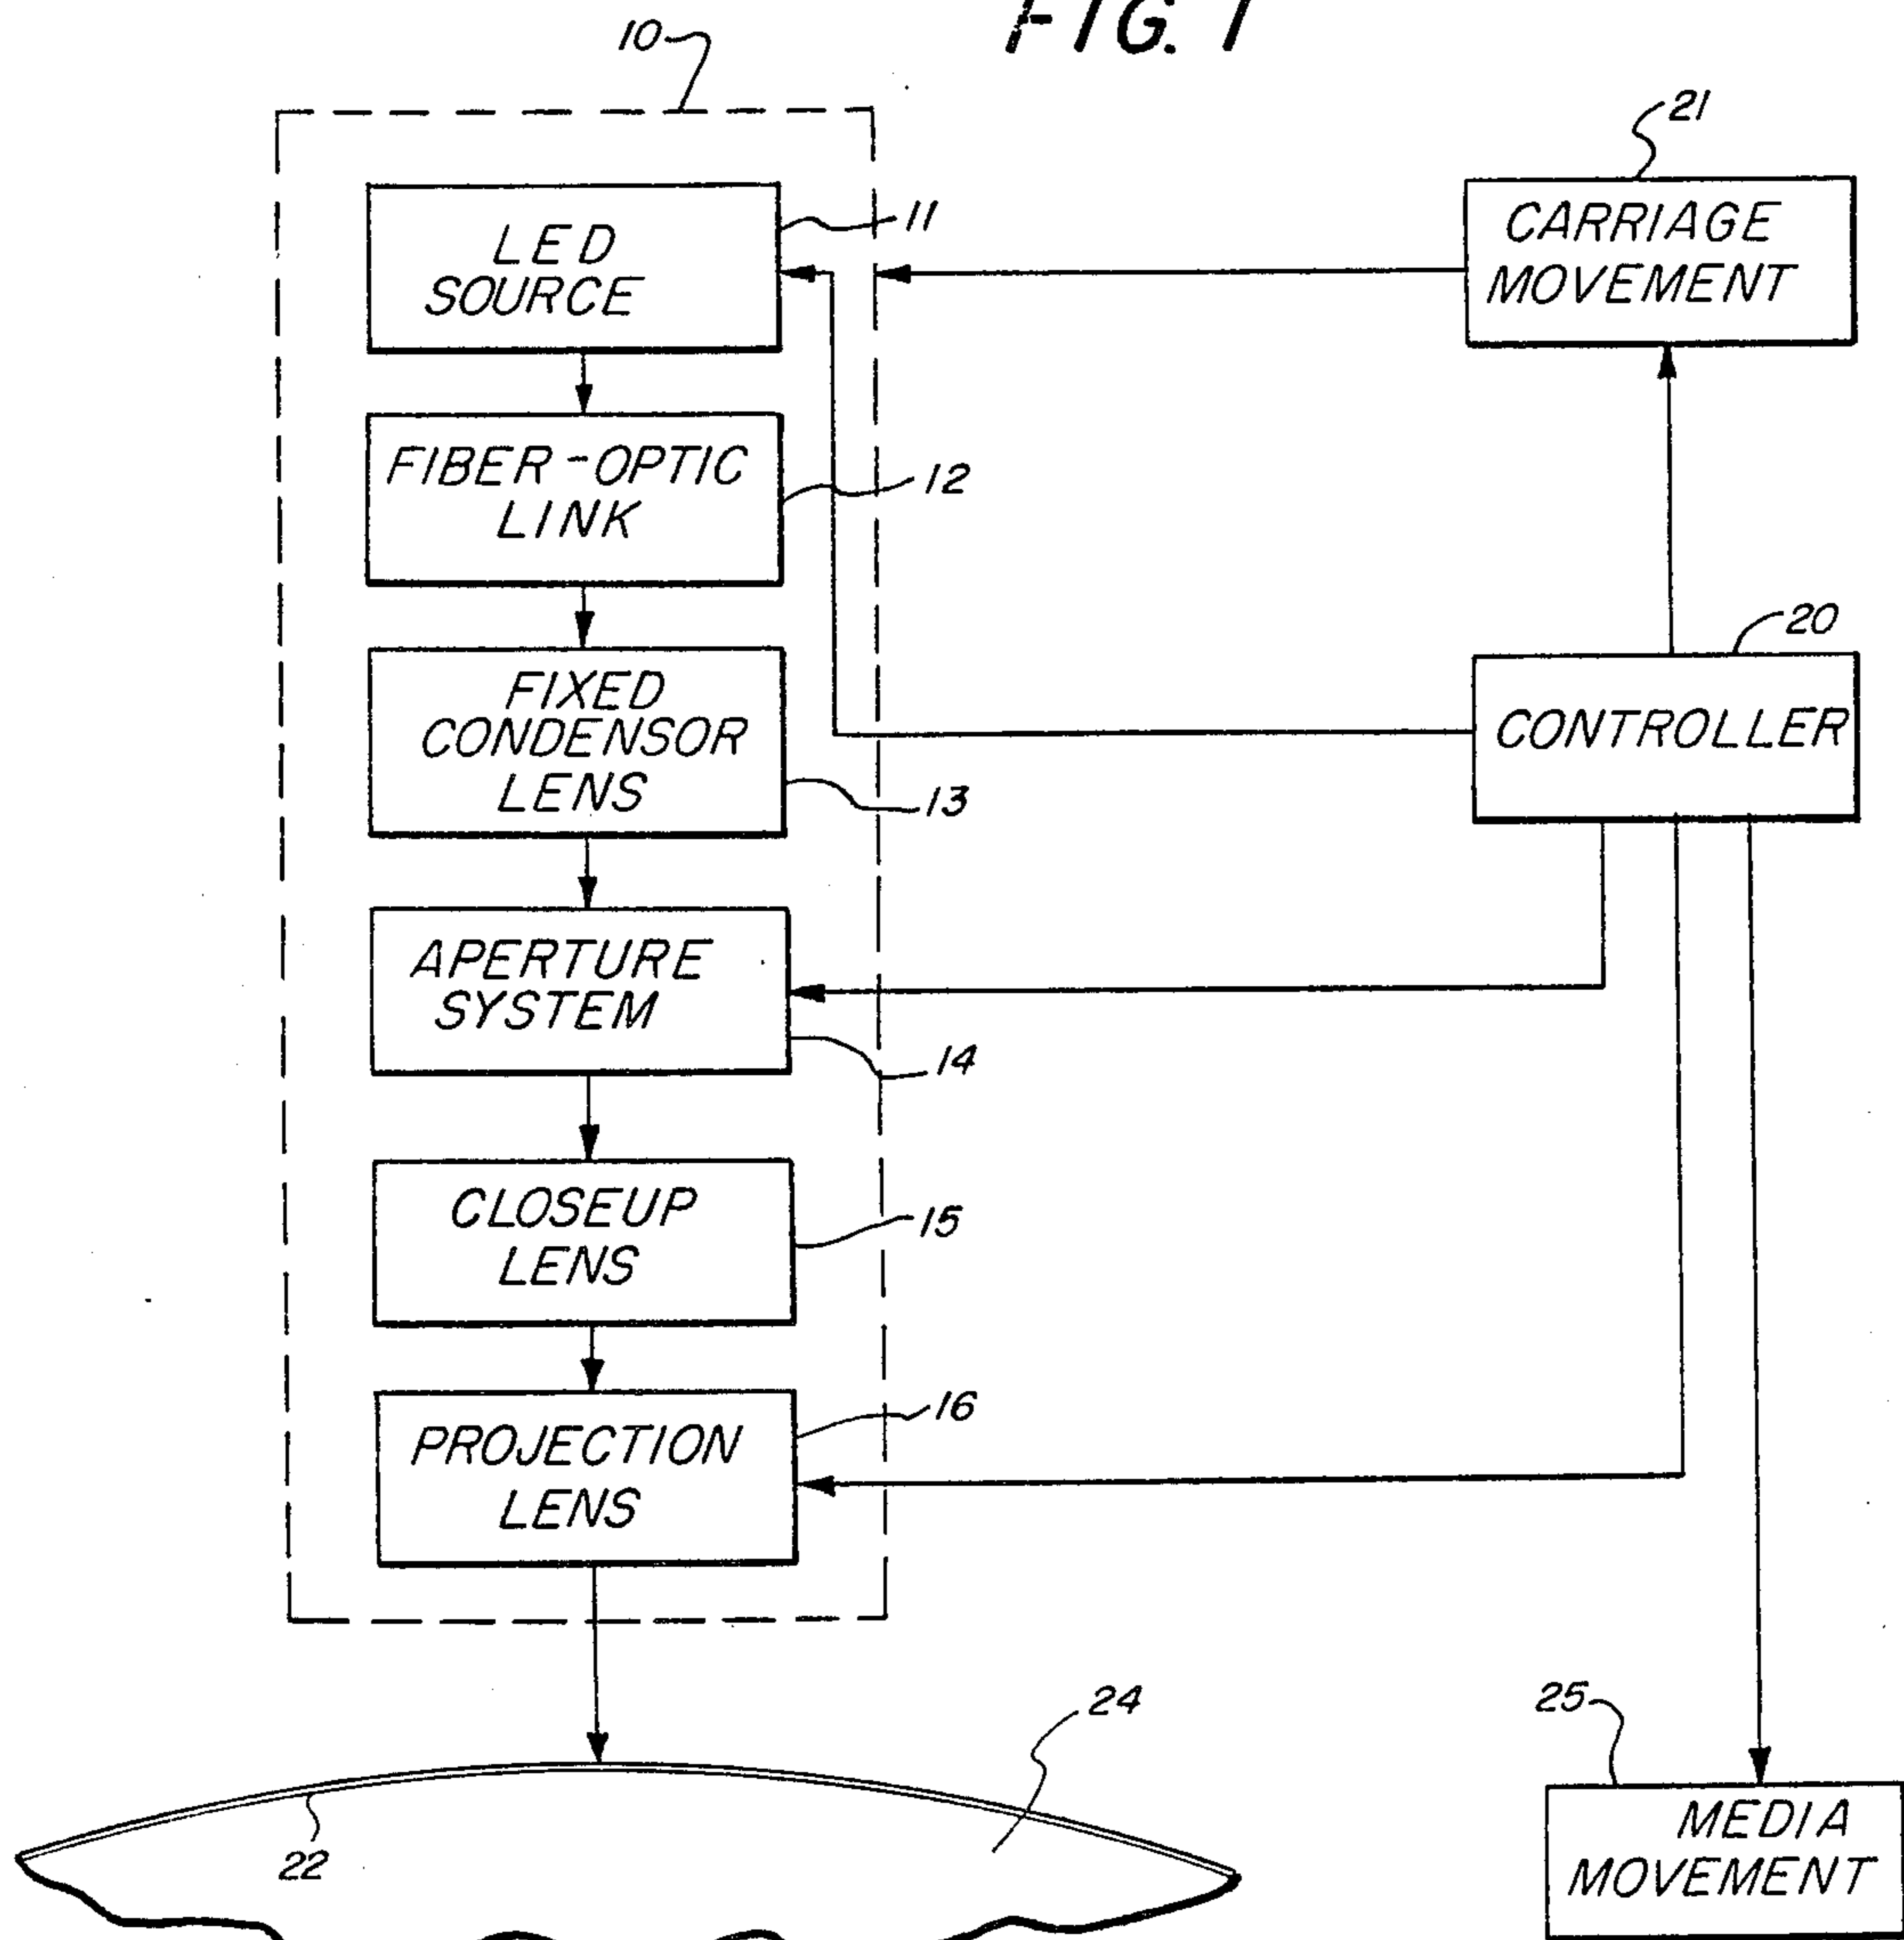 FIG. 1
10
21
LED
SOURCE
11
CARRIAGE
MOVEMENT
FIBER-OPTIC
LINK
12
20
FIXED
CONDENSOR
LENS
13
CONTROLLER
APERTURE
SYSTEM
14
CLOSEUP
LENS
15
PROJECTION
LENS
16
24
25
22
MEDIA
MOVEMENT